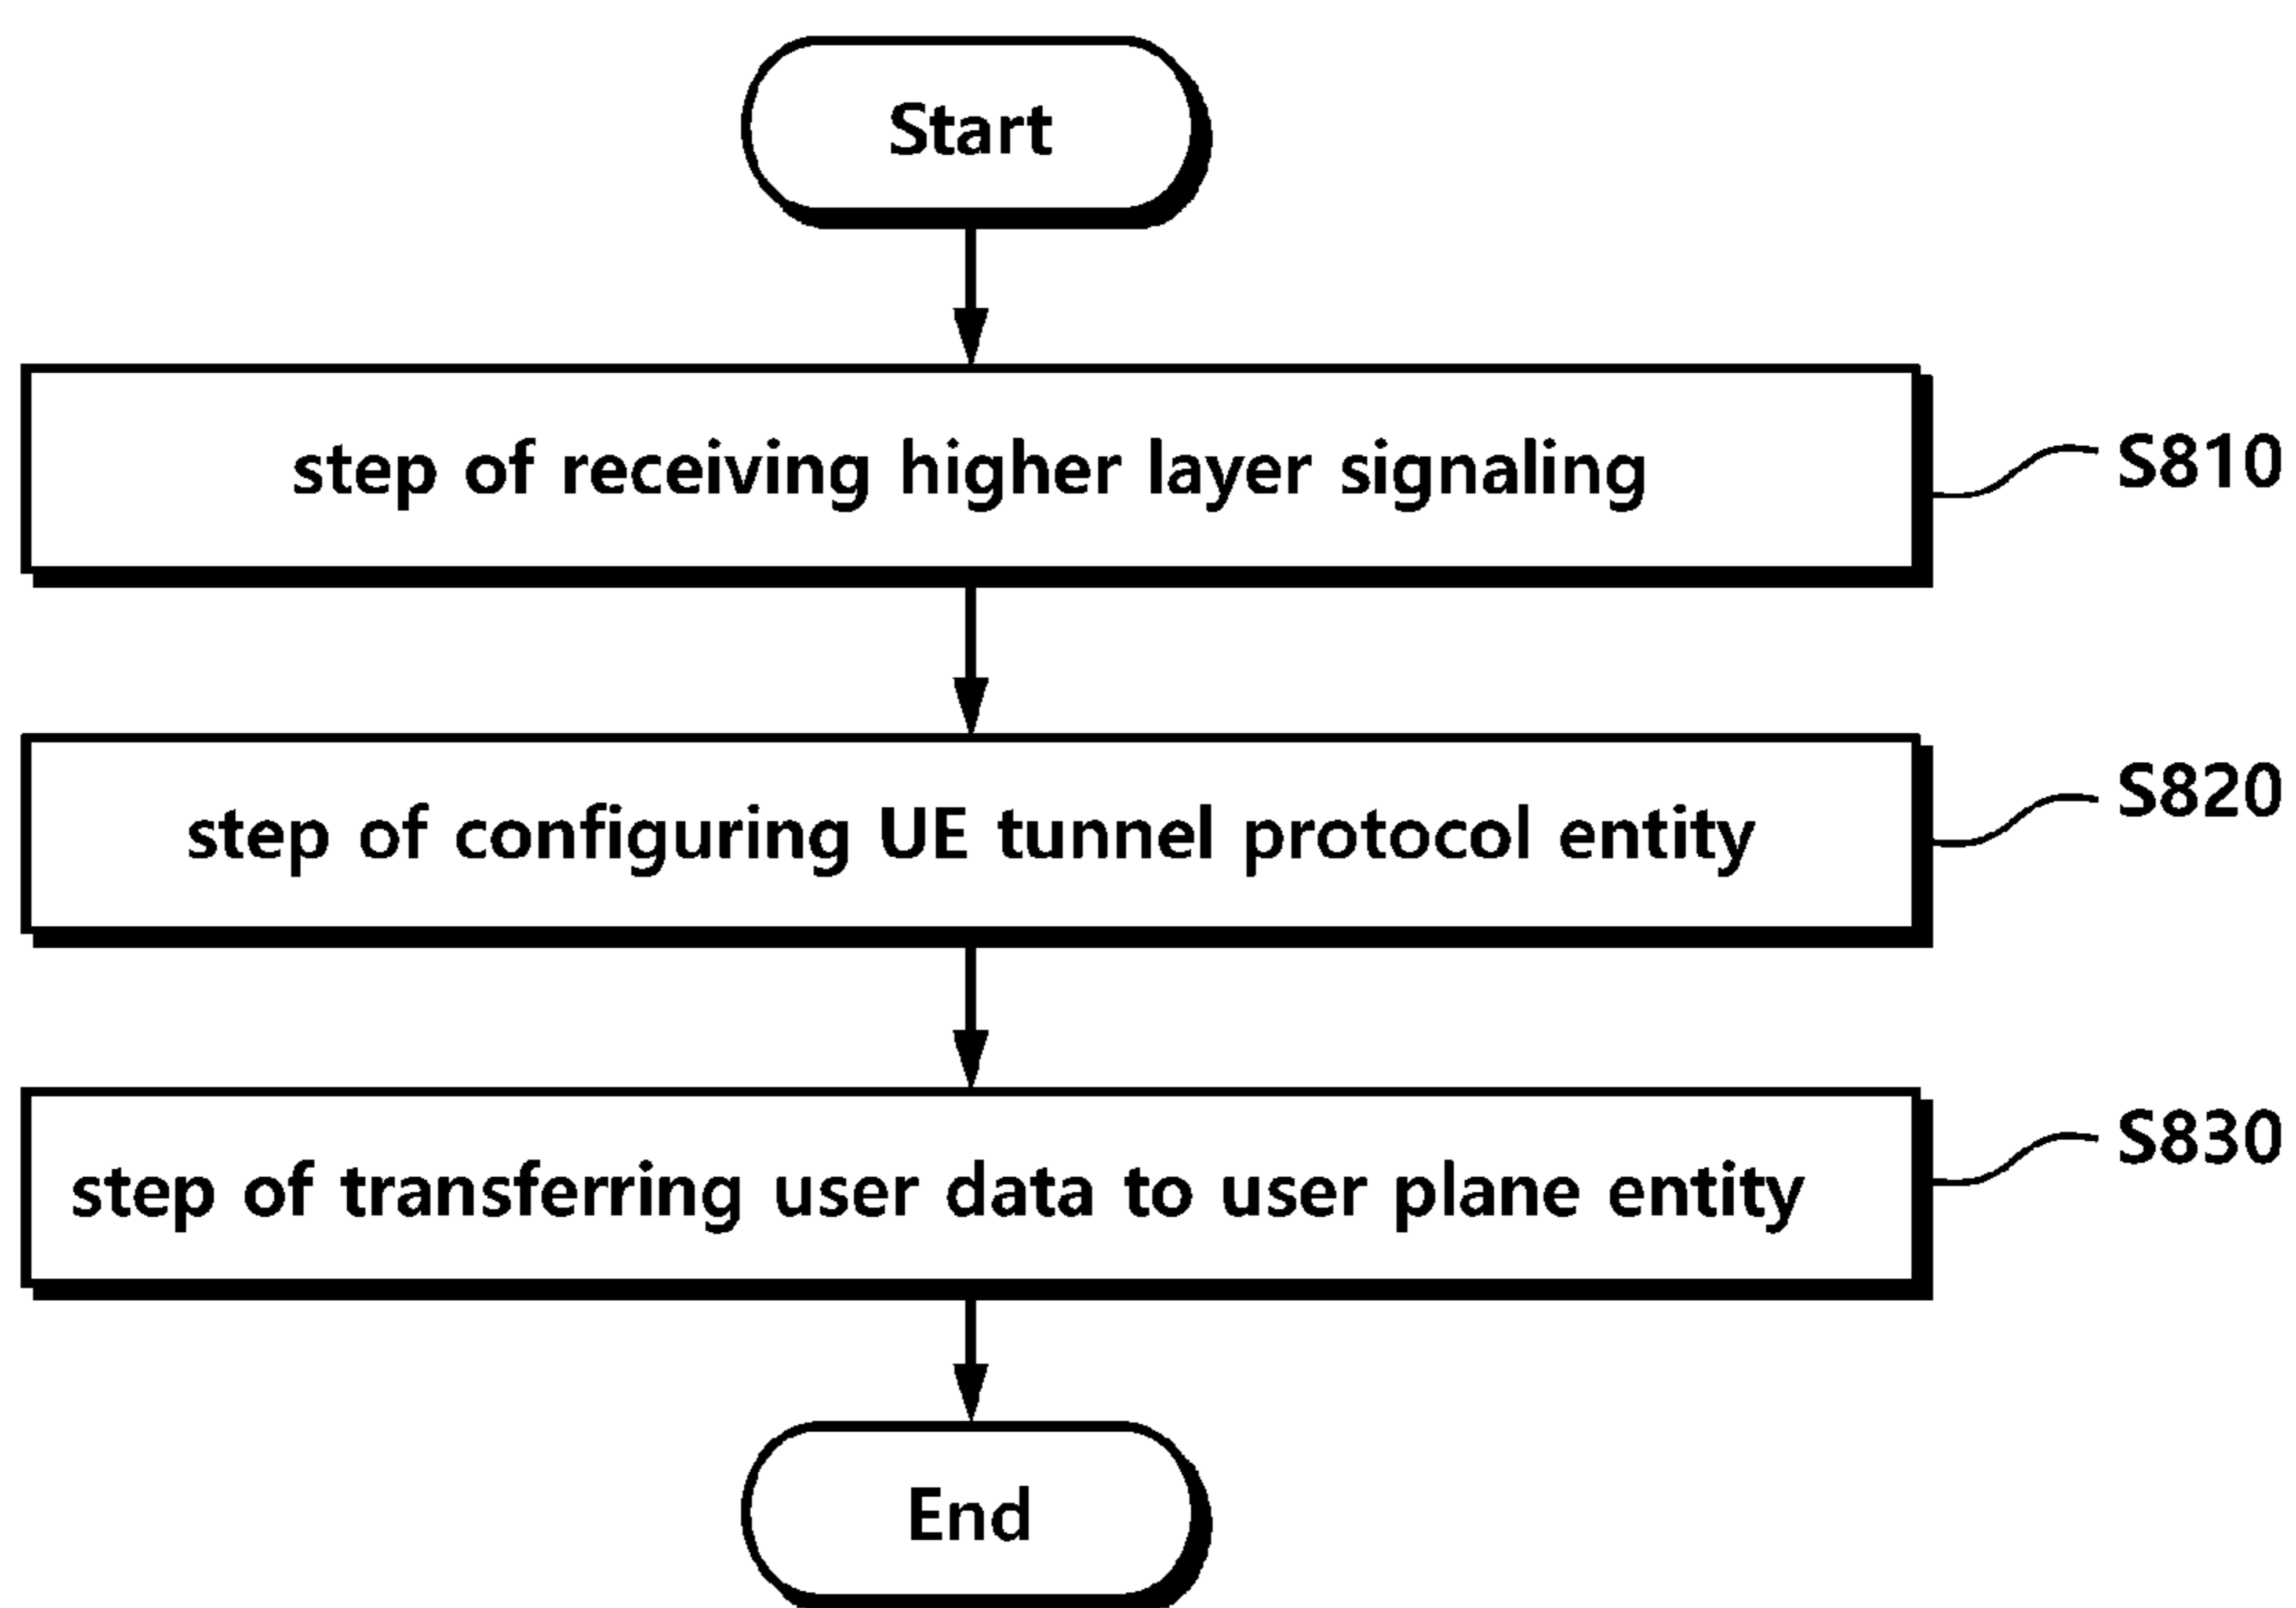 Start
step of receiving higher layer signaling
S810
step of configuring UE tunnel protocol entity
S820
step of transferring user data to user plane entity
S830
End